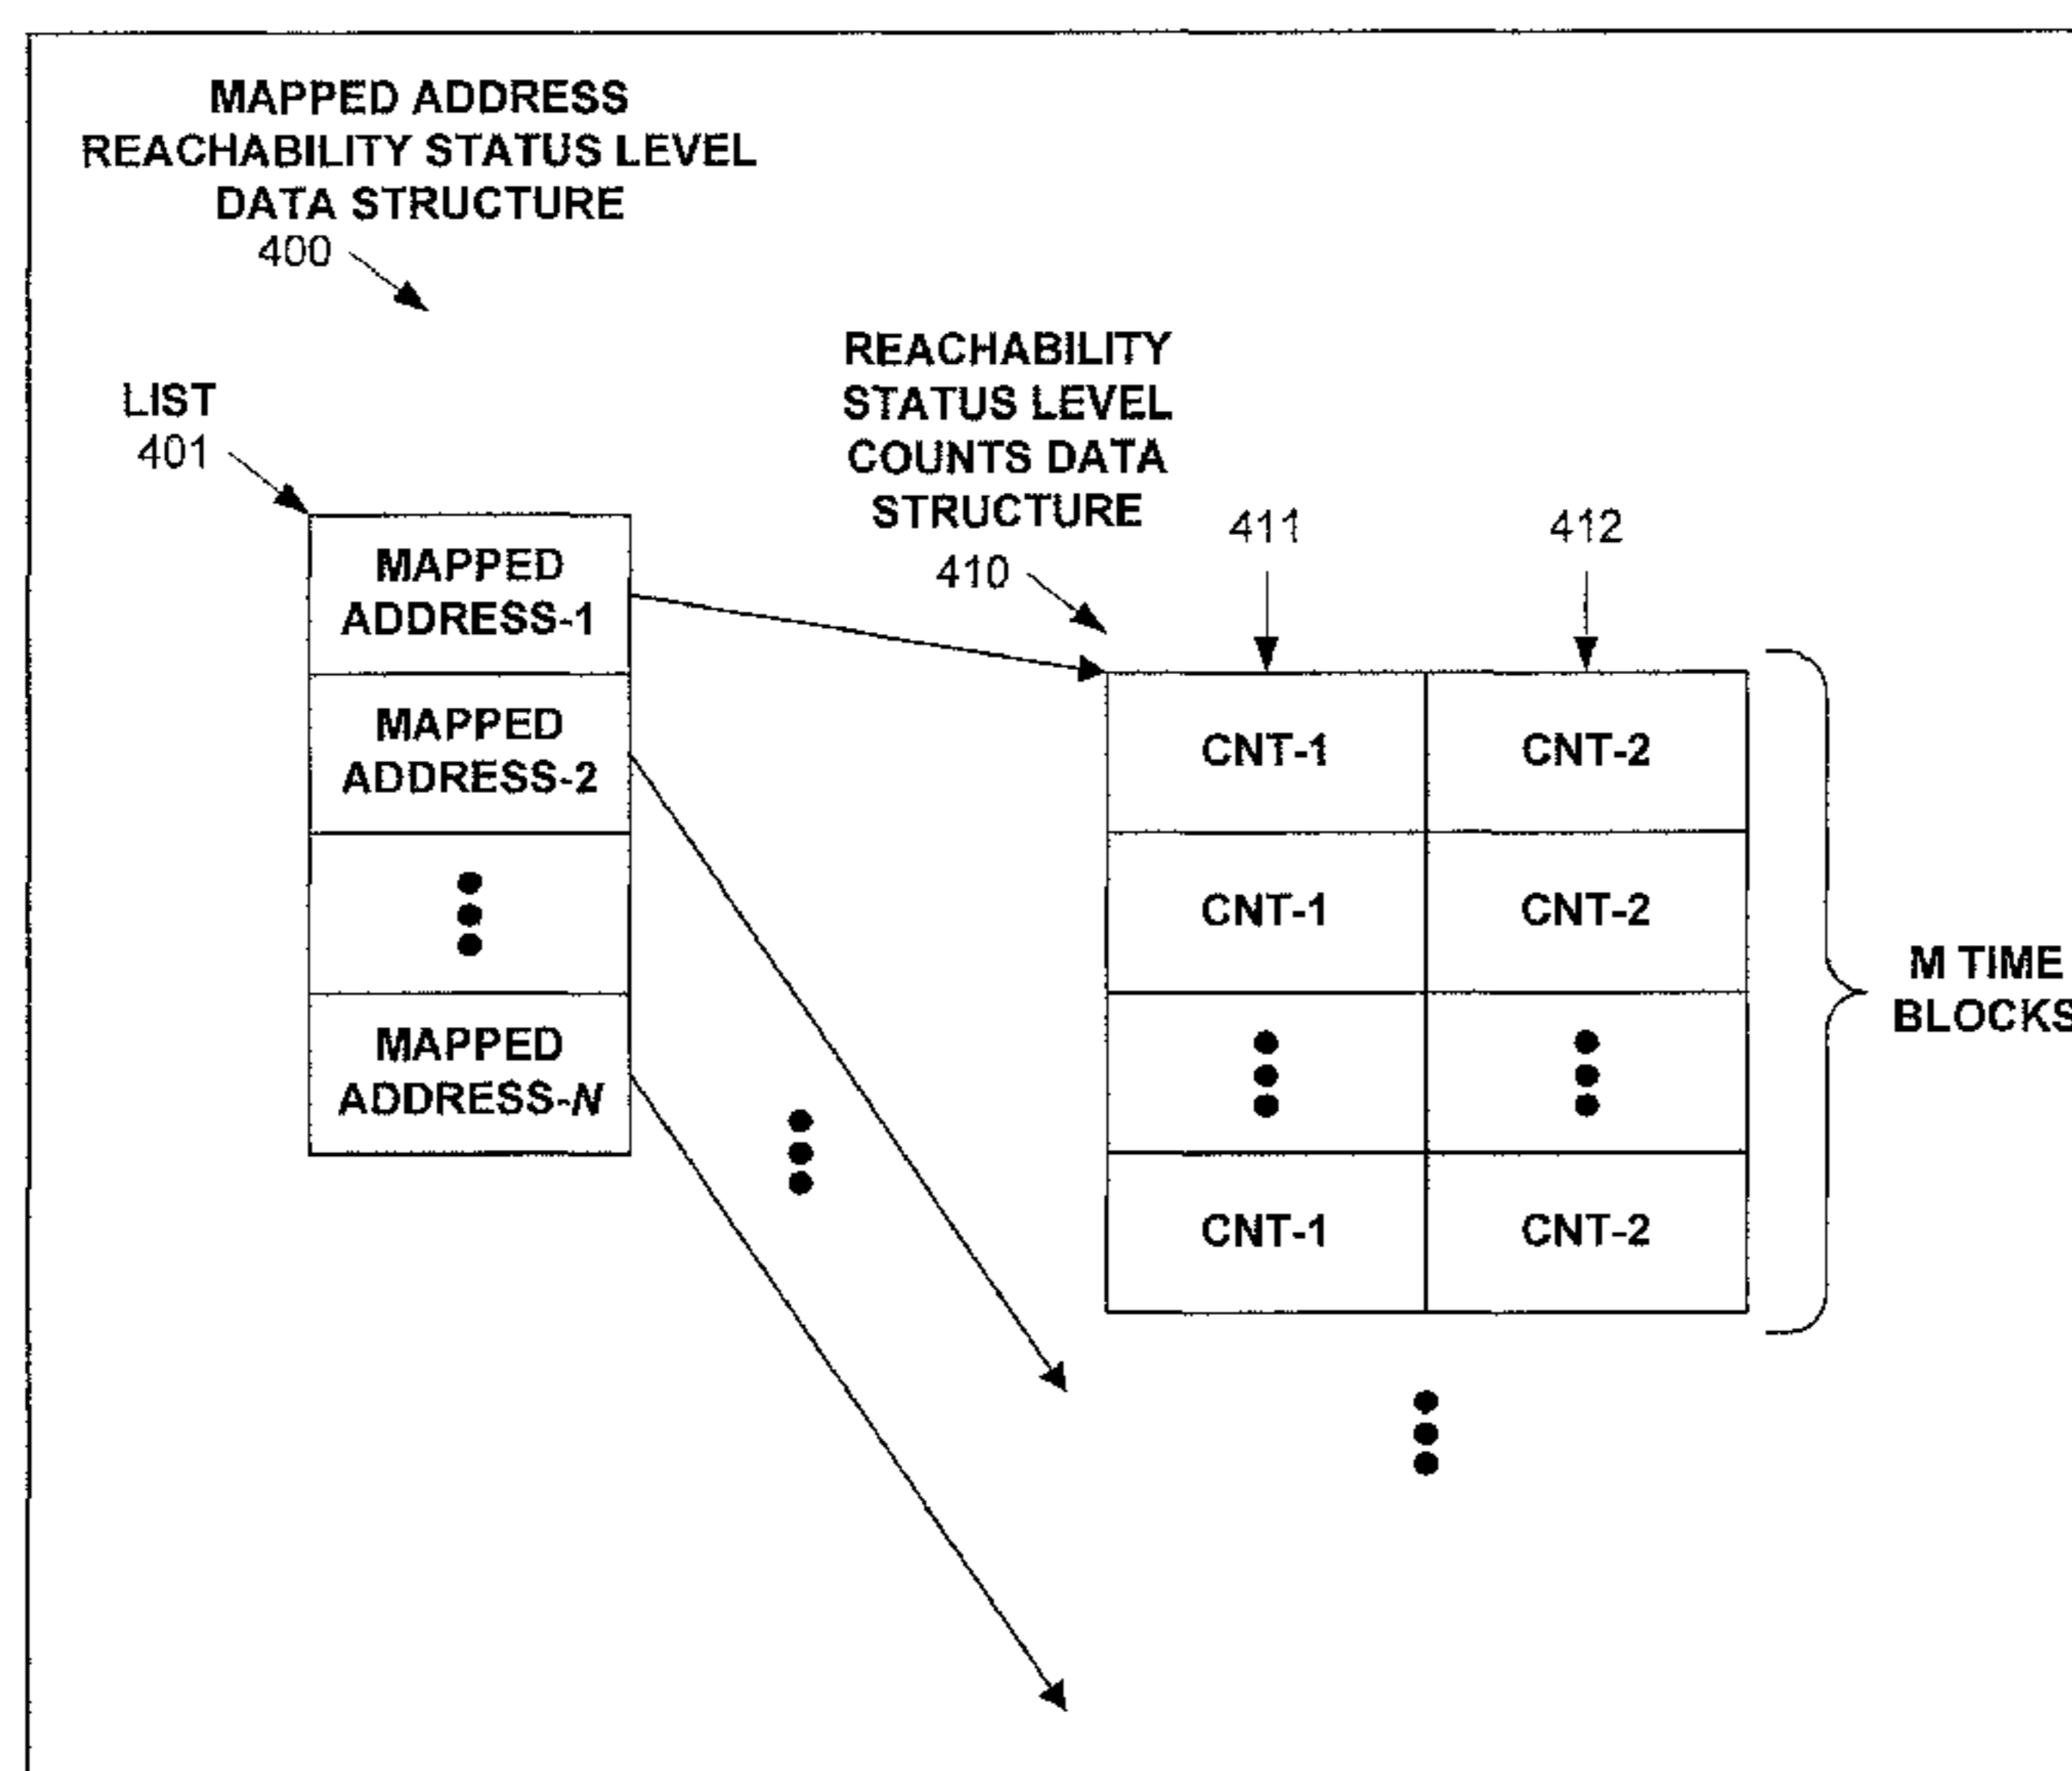 MAPPED ADDRESS
REACHABILITY STATUS LEVEL
DATA STRUCTURE
400
LIST
401
MAPPED
ADDRESS-1
MAPPED
ADDRESS-2
MAPPED
ADDRESS-N
REACHABILITY
STATUS LEVEL
COUNTS DATA
STRUCTURE
410
411
412
CNT-1
CNT-2
CNT-1
CNT-2
CNT-1
CNT-2
M TIME
BLOCKS